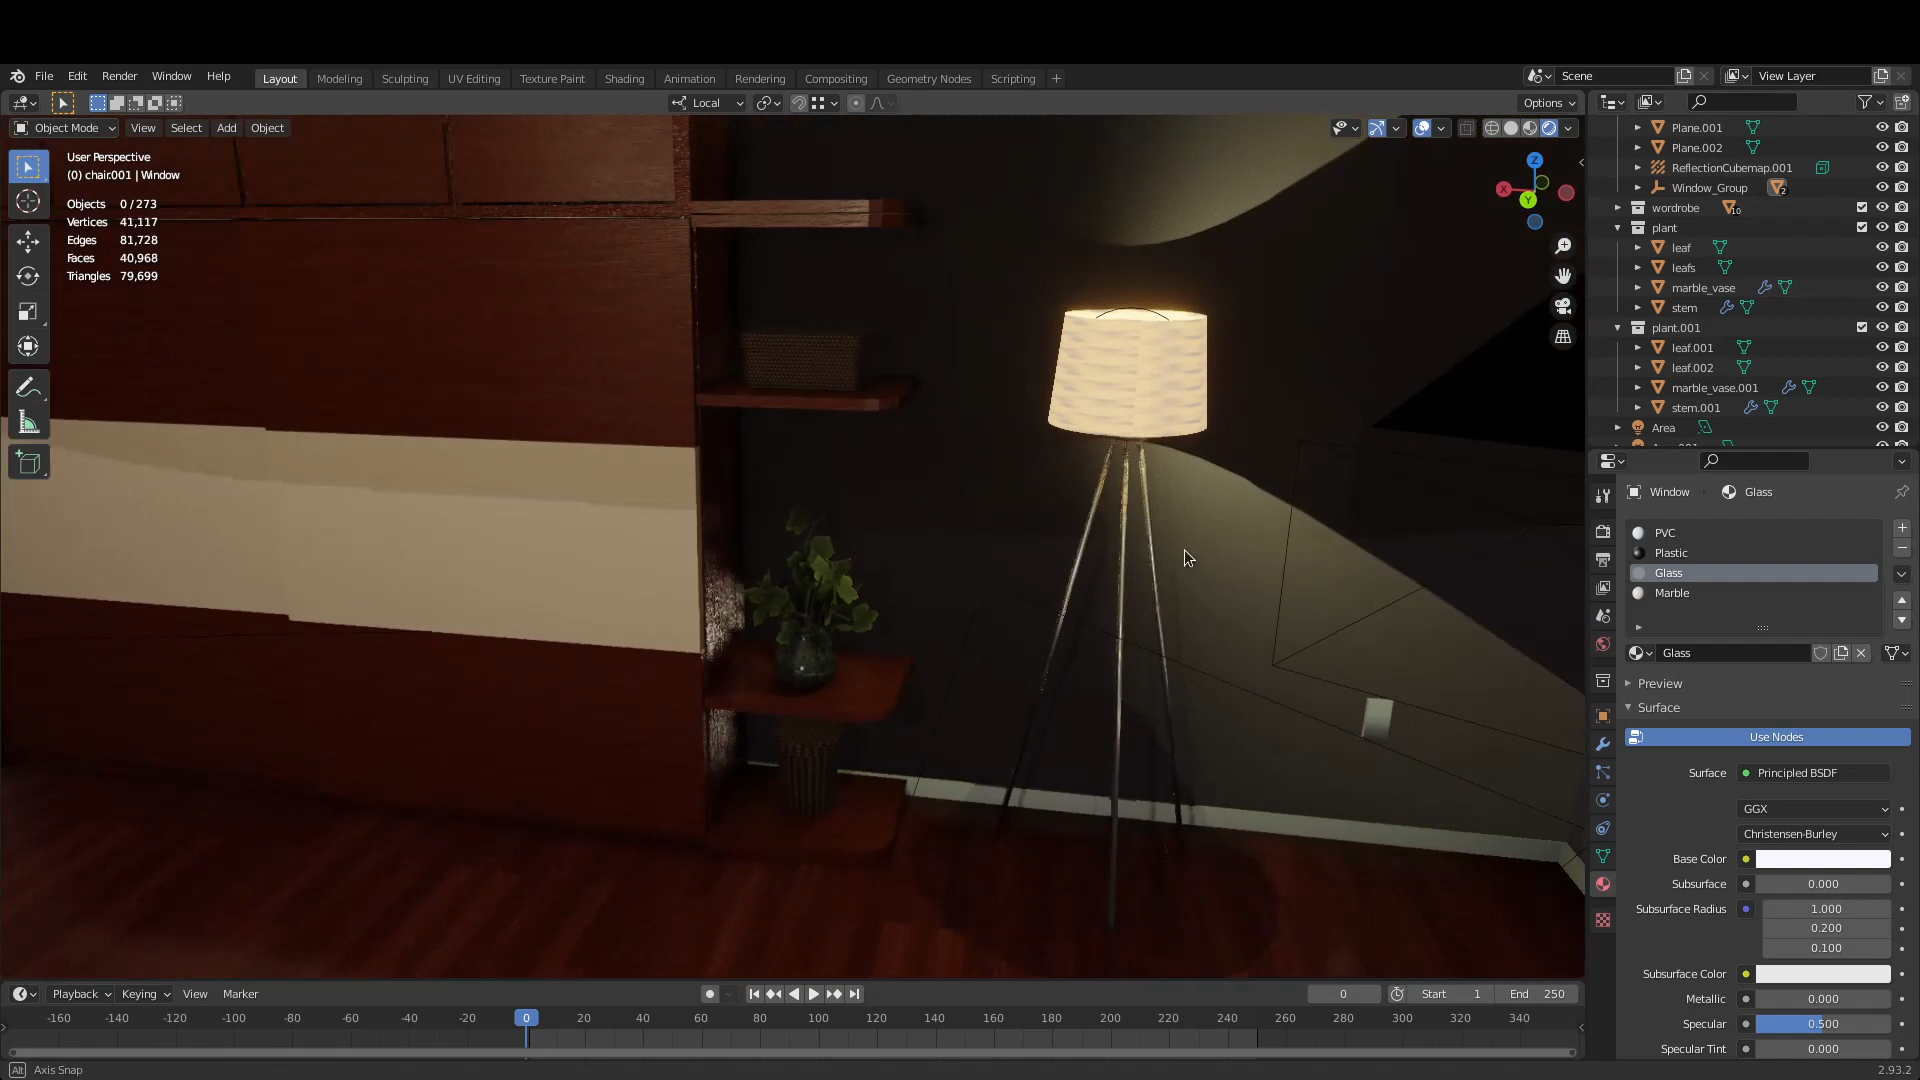 File Edit Render Window Help Layout Modeling Sculpting UV Editing Texture Paint Shading Animation Rendering Compositing Geometry Nodes Scripting + Scene View Layer
Local Options
Object Mode View Select Add Object
User Perspective
(0) chair.001 | Window
Objects 0/273
Vertices 41,117
Edges 81,728
Faces 40,968
Triangles 79,699
Z
X
Y
Plane.001
Plane.002
ReflectionCubemap.001
Window_Group 2
wordrobe 10
plant
leaf
leafs
marble_vase
stem
plant.001
leaf.001
leaf.002
marble_vase.001
stem.001
Area
Window Glass
PVC
Plastic
Glass
Marble
Glass
Preview
Surface
Use Nodes
Surface Principled BSDF
GGX
Christensen-Burley
Base Color
Subsurface 0.000
Subsurface Radius 1.000
0.200
0.100
Subsurface Color
Metallic 0.000
Specular 0.500
Specular Tint 0.000
Playback Keying View Marker 0 Start 1 End 250
-160 -140 -120 -100 -80 -60 -40 -20 0 20 40 60 80 100 120 140 160 180 200 220 240 260 280 300 320 340
Alt Axis Snap 2.93.2